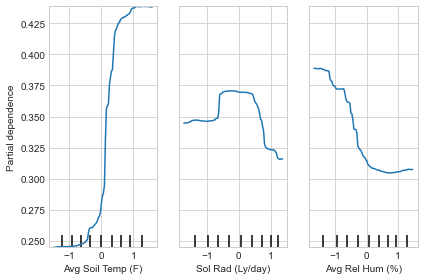 Partial dependence
0.425
0.400
0.375
0.350
0.325
0.300
0.275
0.250
−1 0 1
−1 0 1
−1 0 1
Avg Soil Temp (F)
Sol Rad (Ly/day)
Avg Rel Hum (%)